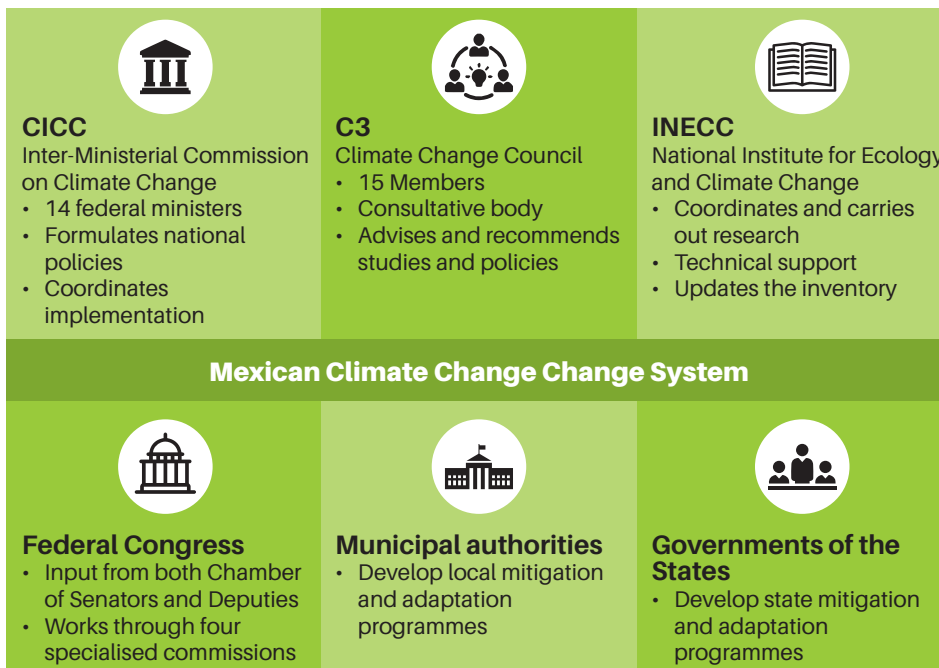 CICC
Inter-Ministerial Commission
on Climate Change
• 14 federal ministers
• Formulates national
policies
• Coordinates
implementation
C3
Climate Change Council
• 15 Members
• Consultative body
• Advises and recommends
studies and policies
INECC
National Institute for Ecology
and Climate Change
• Coordinates and carries
out research
• Technical support
• Updates the inventory
Mexican Climate Change Change System
Federal Congress
• Input from both Chamber
of Senators and Deputies
• Works through four
specialised commissions
Municipal authorities
• Develop local mitigation
and adaptation
programmes
Governments of the
States
• Develop state mitigation
and adaptation
programmes